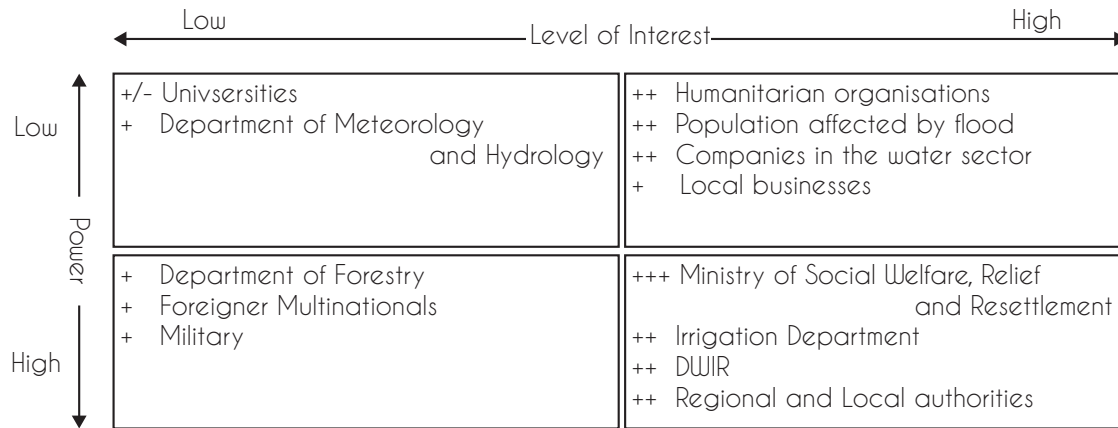 Low
High
Level of Interest
Low
Power
High
+/- Univsersities
+ Department of Meteorology
and Hydrology
++ Humanitarian organisations
++ Population affected by flood
++ Companies in the water sector
+ Local businesses
+ Department of Forestry
+ Foreigner Multinationals
+ Military
+++ Ministry of Social Welfare, Relief
and Resettlement
++ Irrigation Department
++ DWIR
++ Regional and Local authorities